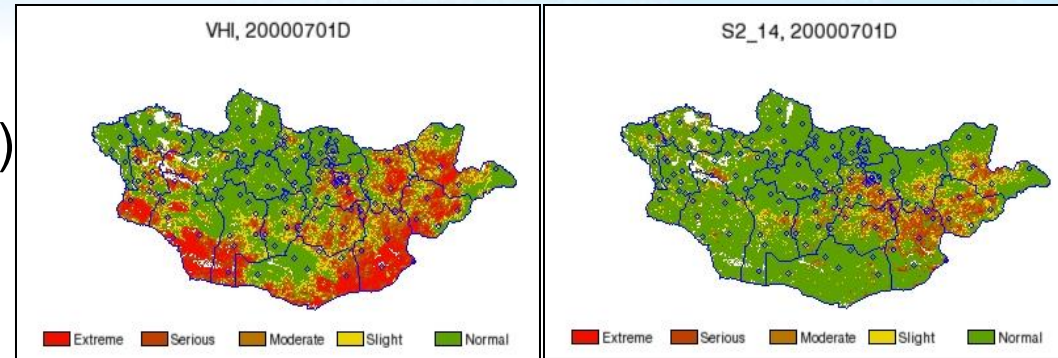 )
VHI, 20000701D
Extreme Serious Moderate Slight Normal
S2_14, 20000701D
Extreme Serious Moderate Slight Normal